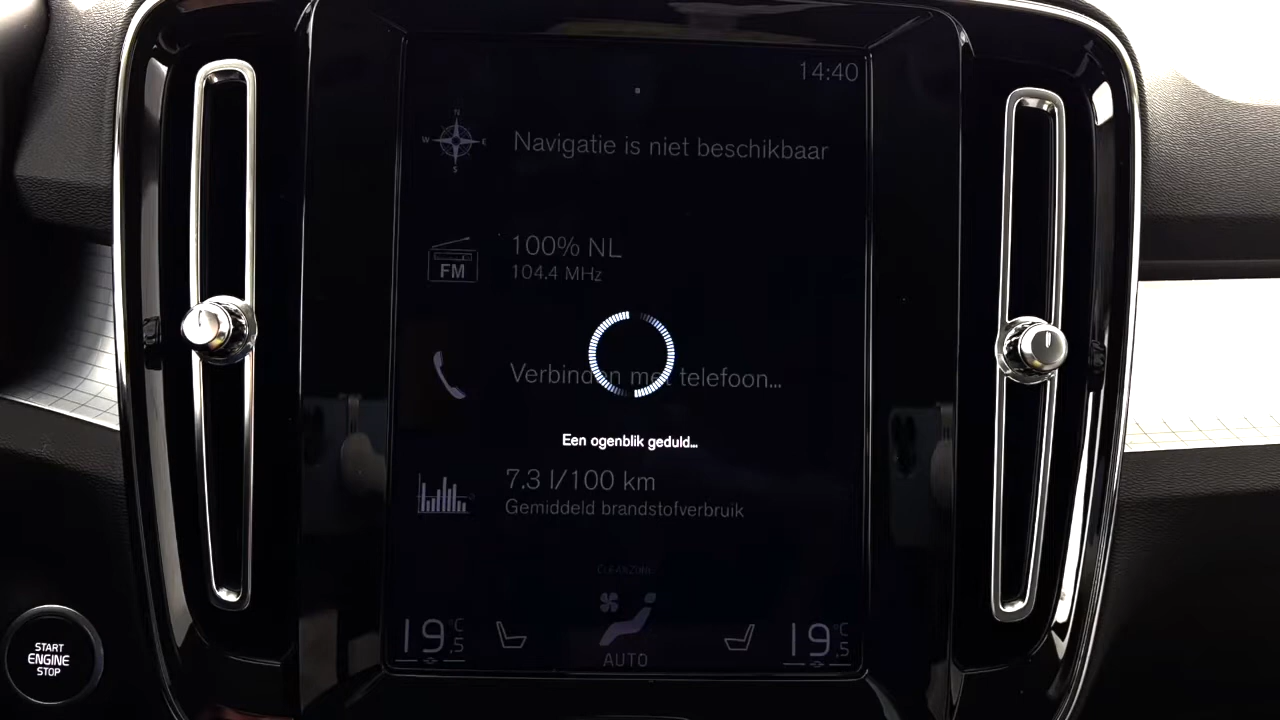 14:40
N
W E
S
Navigatie is niet beschikbaar
100% NL
104.4 MHz
FM
Verbinden met telefoon...
Een ogenblik geduld...
7.3 l/100 km
Gemiddeld brandstofverbruik
CLEANZONE
19.5°C
19.5°C
AUTO
START
ENGINE
STOP